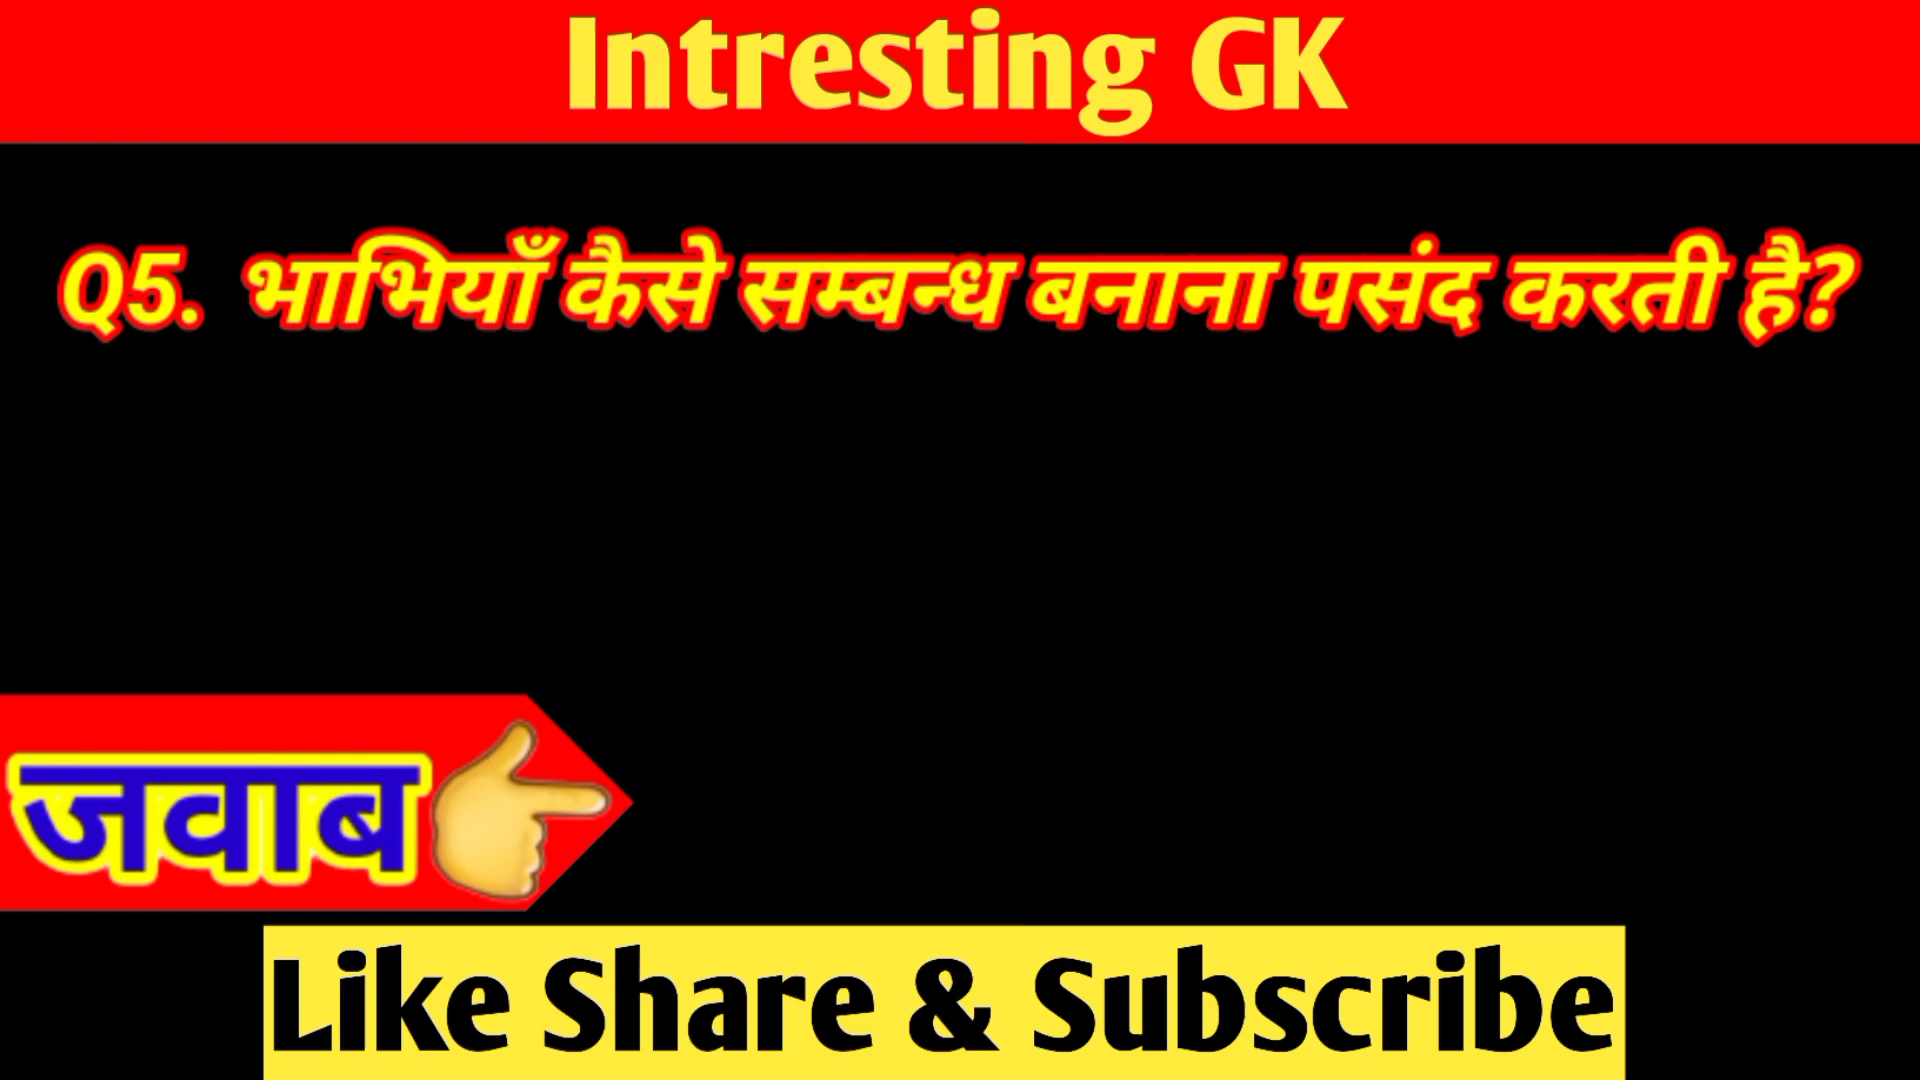 Intresting GK
Q5. भाभियाँ कैसे सम्बन्ध बनाना पसंद करती है?
जवाब
Like Share & Subscribe